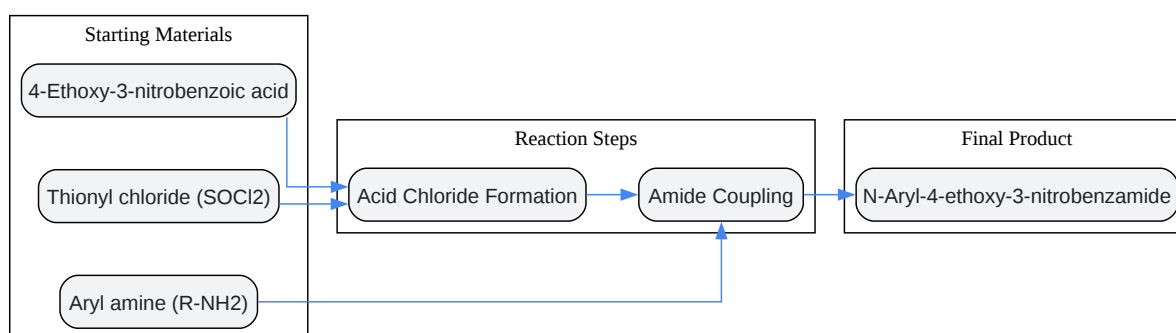 Starting Materials
4-Ethoxy-3-nitrobenzoic acid
Thionyl chloride (SOCl2)
Aryl amine (R-NH2)
Reaction Steps
Acid Chloride Formation
Amide Coupling
Final Product
N-Aryl-4-ethoxy-3-nitrobenzamide